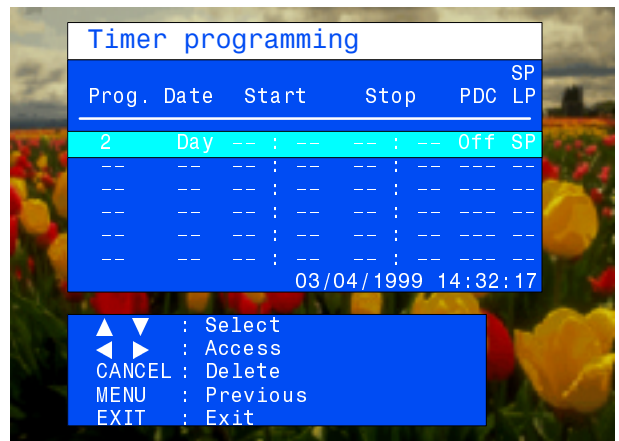 Timer programming
SP
Prog. Date Start Stop PDC LP
2 Day -- : -- -- : -- Off SP
-- -- -- : -- -- : -- --- --
-- -- -- : -- -- : -- --- --
-- -- -- : -- -- : -- --- --
-- -- -- : -- -- : -- --- --
-- -- -- : -- -- : -- --- --
03/04/1999 14:32:17
▲ ▼ : Select
◀ ▶ : Access
CANCEL : Delete
MENU : Previous
EXIT : Exit